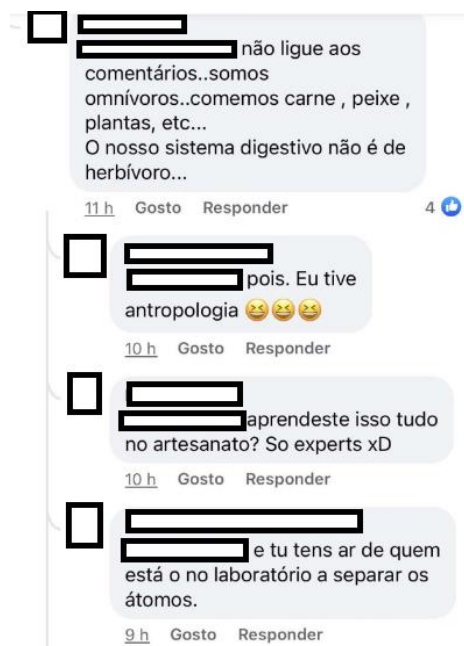 não ligue aos
comentários..somos
omnívoros..comemos carne , peixe ,
plantas, etc...
O nosso sistema digestivo não é de
herbívoro...
11 h Gosto Responder 4
pois. Eu tive
antropologia 😆😆😆
10 h Gosto Responder
aprendeste isso tudo
no artesanato? So experts xD
10 h Gosto Responder
e tu tens ar de quem
está o no laboratório a separar os
átomos.
9 h Gosto Responder